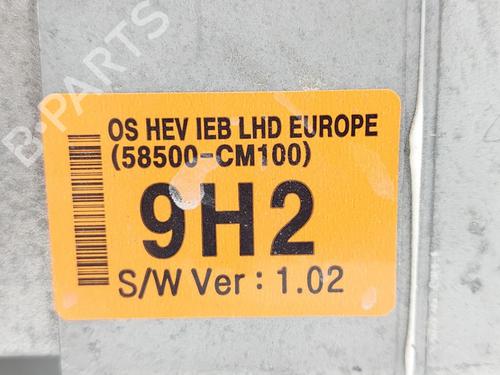 B-PARTS
OS HEV IEB LHD EUROPE
(58500-CM100)
9H2
S/W Ver : 1.02